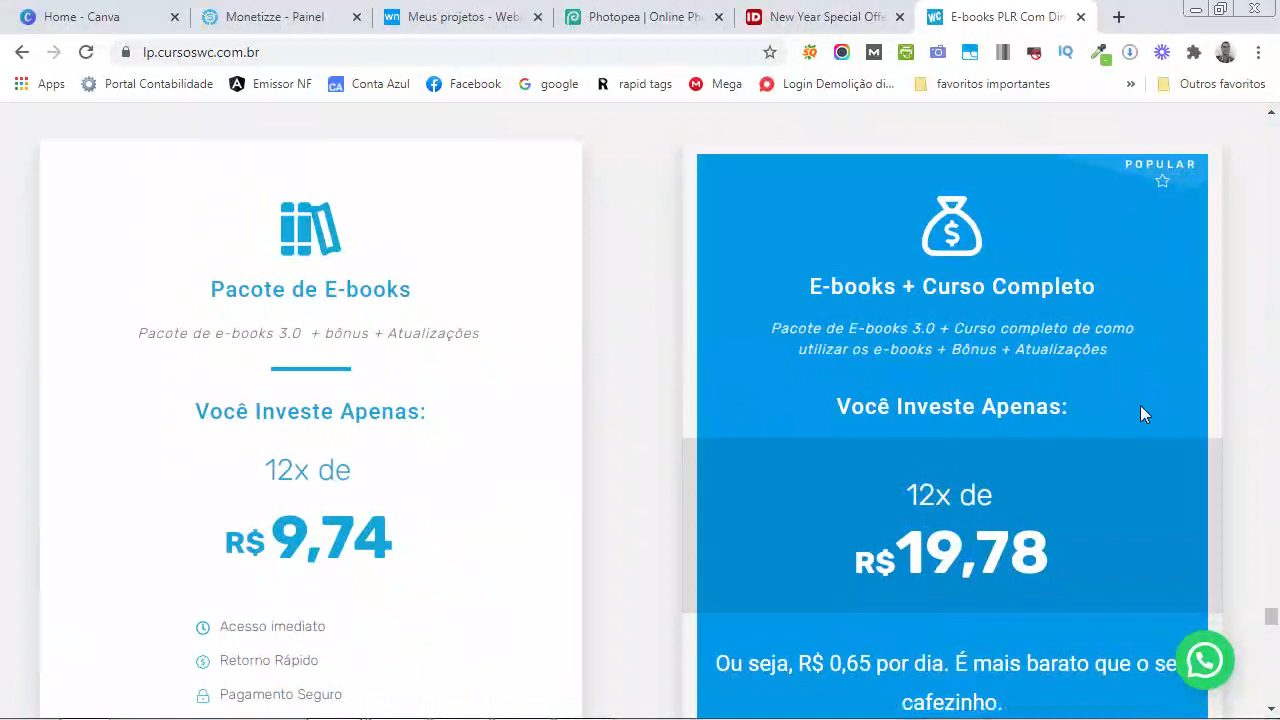 Home - Canva
Monetizze - Painel
Meus projetos - Web
Photopea | Online Ph
New Year Special Offe
E-books PLR Com Din
lp.cursoswc.com.br
Apps
Portal Contabilidade
Emissor NF
Conta Azul
Facebook
google
rapid tags
Mega
Login Demolição di...
favoritos importantes
»
Outros favoritos
POPULAR
Pacote de E-books
Pacote de e-books 3.0 + bônus + Atualizações
Você Investe Apenas:
12x de
R$ 9,74
Acesso imediato
Retorno Rápido
Pagamento Seguro
E-books + Curso Completo
Pacote de E-books 3.0 + Curso completo de como
utilizar os e-books + Bônus + Atualizações
Você Investe Apenas:
12x de
R$19,78
Ou seja, R$ 0,65 por dia. É mais barato que o se
cafezinho.